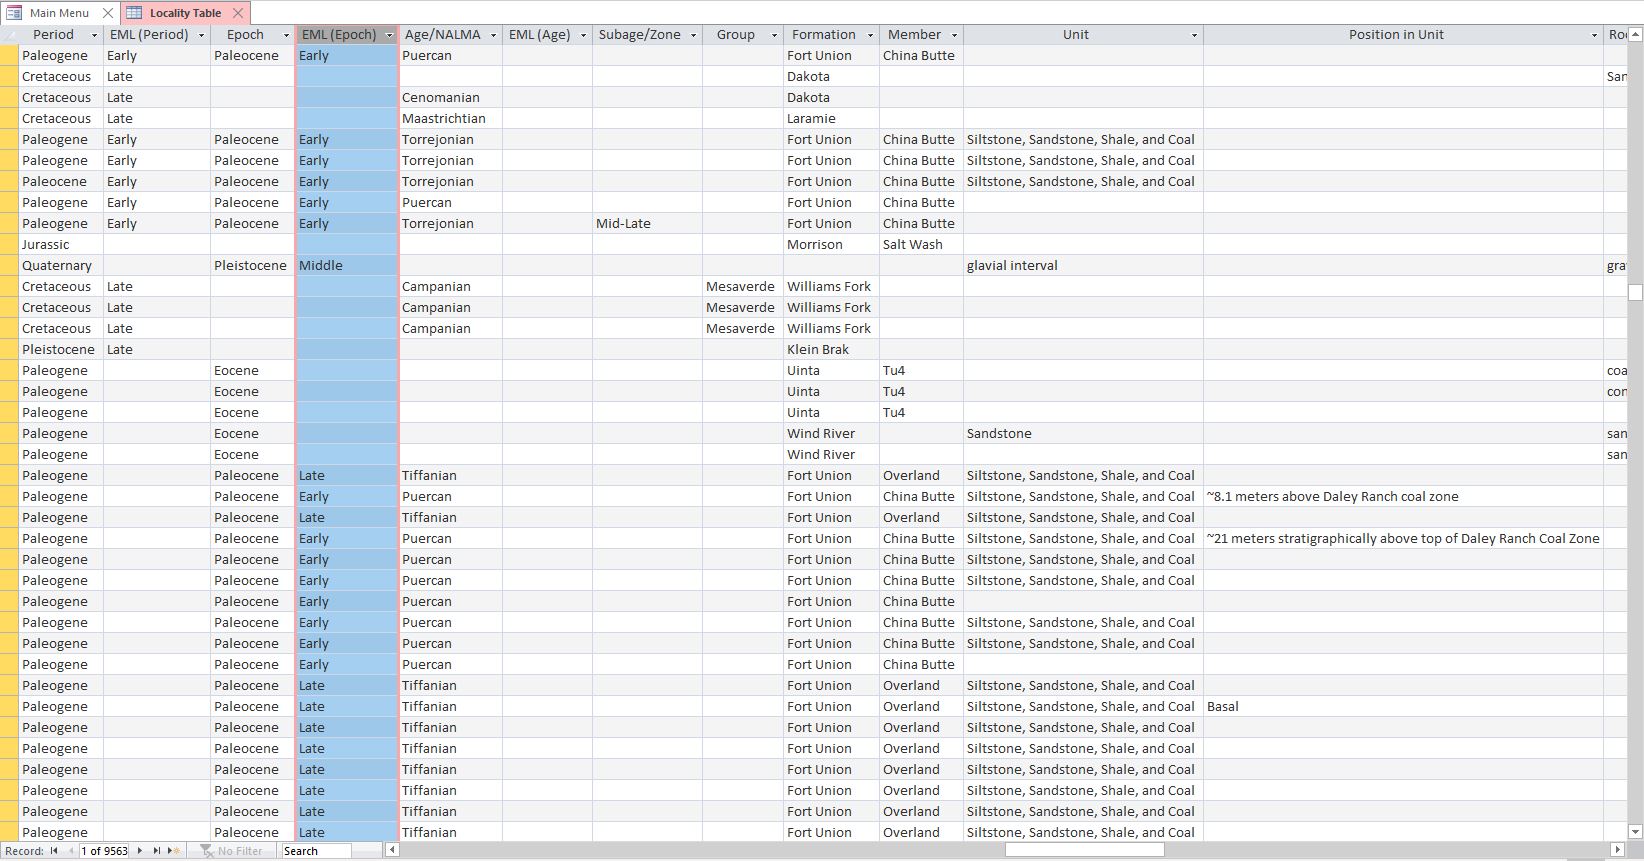 Main Menu Locality Table
Period EML (Period) Epoch EML (Epoch) Age/NALMA EML (Age) Subage/Zone Group Formation Member Unit Position in Unit Ro
Paleogene Early Paleocene Early Puercan Fort Union China Butte
Cretaceous Late Dakota San
Cretaceous Late Cenomanian Dakota
Cretaceous Late Maastrichtian Laramie
Paleogene Early Paleocene Early Torrejonian Fort Union China Butte Siltstone, Sandstone, Shale, and Coal
Paleogene Early Paleocene Early Torrejonian Fort Union China Butte Siltstone, Sandstone, Shale, and Coal
Paleocene Early Paleocene Early Torrejonian Fort Union China Butte Siltstone, Sandstone, Shale, and Coal
Paleogene Early Paleocene Early Puercan Fort Union China Butte
Paleogene Early Paleocene Early Torrejonian Mid-Late Fort Union China Butte
Jurassic Morrison Salt Wash
Quaternary Pleistocene Middle glavial interval gra
Cretaceous Late Campanian Mesaverde Williams Fork
Cretaceous Late Campanian Mesaverde Williams Fork
Cretaceous Late Campanian Mesaverde Williams Fork
Pleistocene Late Klein Brak
Paleogene Eocene Uinta Tu4 coa
Paleogene Eocene Uinta Tu4 con
Paleogene Eocene Uinta Tu4
Paleogene Eocene Wind River Sandstone san
Paleogene Eocene Wind River san
Paleogene Paleocene Late Tiffanian Fort Union Overland Siltstone, Sandstone, Shale, and Coal
Paleogene Paleocene Early Puercan Fort Union China Butte Siltstone, Sandstone, Shale, and Coal ~8.1 meters above Daley Ranch coal zone
Paleogene Paleocene Late Tiffanian Fort Union Overland Siltstone, Sandstone, Shale, and Coal
Paleogene Paleocene Early Puercan Fort Union China Butte Siltstone, Sandstone, Shale, and Coal ~21 meters stratigraphically above top of Daley Ranch Coal Zone
Paleogene Paleocene Early Puercan Fort Union China Butte Siltstone, Sandstone, Shale, and Coal
Paleogene Paleocene Early Puercan Fort Union China Butte Siltstone, Sandstone, Shale, and Coal
Paleogene Paleocene Early Puercan Fort Union China Butte
Paleogene Paleocene Early Puercan Fort Union China Butte Siltstone, Sandstone, Shale, and Coal
Paleogene Paleocene Early Puercan Fort Union China Butte Siltstone, Sandstone, Shale, and Coal
Paleogene Paleocene Early Puercan Fort Union China Butte
Paleogene Paleocene Late Tiffanian Fort Union Overland Siltstone, Sandstone, Shale, and Coal
Paleogene Paleocene Late Tiffanian Fort Union Overland Siltstone, Sandstone, Shale, and Coal Basal
Paleogene Paleocene Late Tiffanian Fort Union Overland Siltstone, Sandstone, Shale, and Coal
Paleogene Paleocene Late Tiffanian Fort Union Overland Siltstone, Sandstone, Shale, and Coal
Paleogene Paleocene Late Tiffanian Fort Union Overland Siltstone, Sandstone, Shale, and Coal
Paleogene Paleocene Late Tiffanian Fort Union Overland Siltstone, Sandstone, Shale, and Coal
Paleogene Paleocene Late Tiffanian Fort Union Overland Siltstone, Sandstone, Shale, and Coal
Paleogene Paleocene Late Tiffanian Fort Union Overland Siltstone, Sandstone, Shale, and Coal
Record: 1 of 9563 No Filter Search